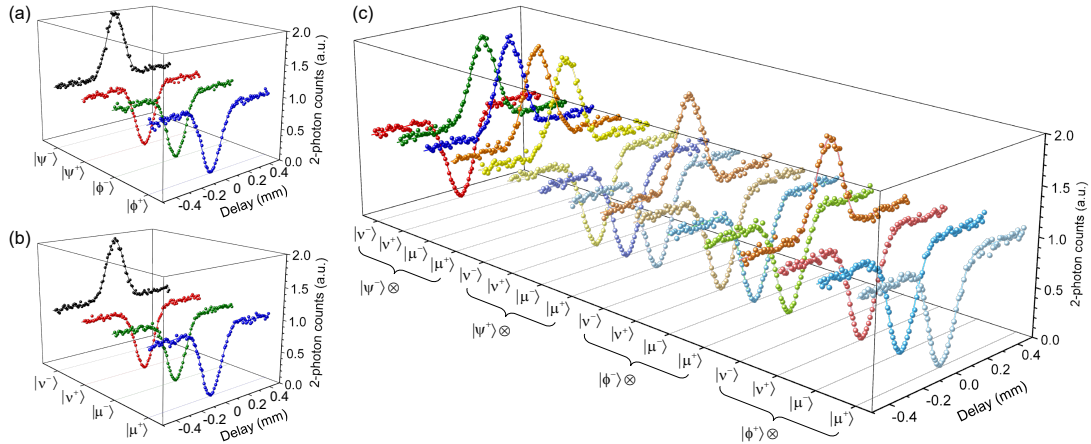 (a)
2.0
1.5
1.0
0.5
0.0
2-photon counts (a.u.)
|ψ⁻⟩
|ψ⁺⟩
|ϕ⁻⟩
|ϕ⁺⟩
-0.4
-0.2
0
0.2
0.4
Delay (mm)
(b)
2.0
1.5
1.0
0.5
0.0
2-photon counts (a.u.)
|ν⁻⟩
|ν⁺⟩
|μ⁻⟩
|μ⁺⟩
-0.4
-0.2
0
0.2
0.4
Delay (mm)
(c)
2.0
1.5
1.0
0.5
0.0
2-photon counts (a.u.)
|ν⁻⟩
|ν⁺⟩
|μ⁻⟩
|μ⁺⟩
|ψ⁻⟩⊗
|ν⁻⟩
|ν⁺⟩
|μ⁻⟩
|μ⁺⟩
|ψ⁺⟩⊗
|ν⁻⟩
|ν⁺⟩
|μ⁻⟩
|μ⁺⟩
|ϕ⁻⟩⊗
|ν⁻⟩
|ν⁺⟩
|μ⁻⟩
|μ⁺⟩
|ϕ⁺⟩⊗
-0.4
-0.2
0.0
0.2
0.4
Delay (mm)